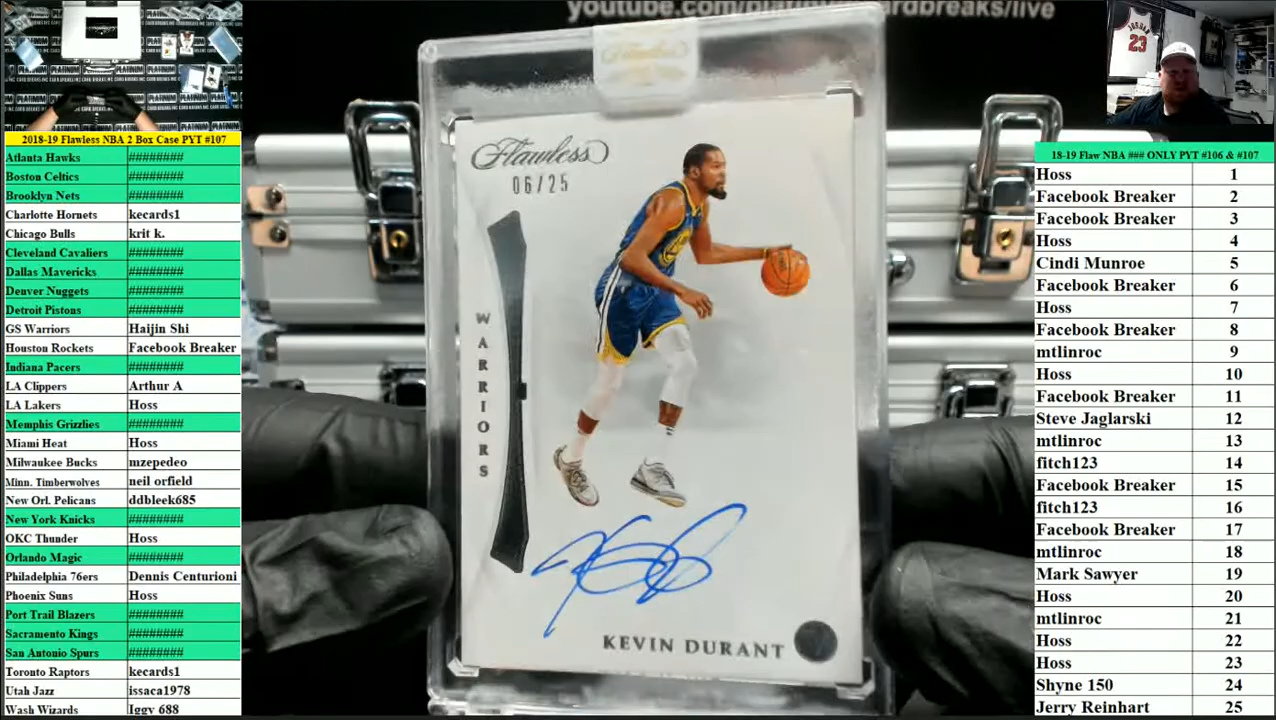 youtube.com/platinumcardbreaks/live
23
2018-19 Flawless NBA 2 Box Case PYT #107
Atlanta Hawks ########
Boston Celtics ########
Brooklyn Nets ########
Charlotte Hornets kecards1
Chicago Bulls krit k.
Cleveland Cavaliers ########
Dallas Mavericks ########
Denver Nuggets ########
Detroit Pistons ########
GS Warriors Haijin Shi
Houston Rockets Facebook Breaker
Indiana Pacers ########
LA Clippers Arthur A
LA Lakers Hoss
Memphis Grizzlies ########
Miami Heat Hoss
Milwaukee Bucks mzepedeo
Minn. Timberwolves neil orfield
New Orl. Pelicans ddbleek685
New York Knicks ########
OKC Thunder Hoss
Orlando Magic ########
Philadelphia 76ers Dennis Centurioni
Phoenix Suns Hoss
Port Trail Blazers ########
Sacramento Kings ########
San Antonio Spurs ########
Toronto Raptors kecards1
Utah Jazz issaca1978
Wash Wizards Iggy 688
Flawless
06/25
WARRIORS
KEVIN DURANT
18-19 Flaw NBA ### ONLY PYT #106 & #107
Hoss 1
Facebook Breaker 2
Facebook Breaker 3
Hoss 4
Cindi Munroe 5
Facebook Breaker 6
Hoss 7
Facebook Breaker 8
mtlinroc 9
Hoss 10
Facebook Breaker 11
Steve Jaglarski 12
mtlinroc 13
fitch123 14
Facebook Breaker 15
fitch123 16
Facebook Breaker 17
mtlinroc 18
Mark Sawyer 19
Hoss 20
mtlinroc 21
Hoss 22
Hoss 23
Shyne 150 24
Jerry Reinhart 25